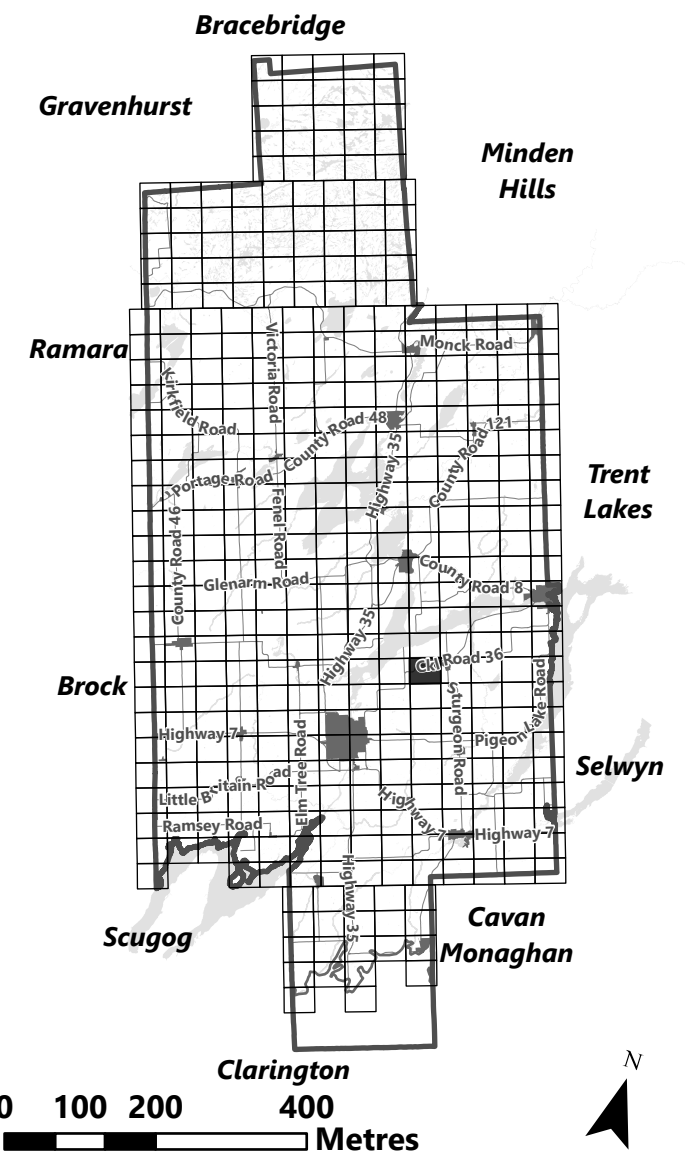 Bracebridge
Gravenhurst
Minden
Hills
Ramara
Monck Road
Victoria Road
Kirkfield Road
County Road 48
Highway 35
County Road 121
Portage Road
Trent
Lakes
County Road 46
Fenel Road
Glenarm Road
County Road 8
Highway 35
Ckl Road 36
Brock
Sturgeon Road
Pigeon Lake Road
Highway 7
Elm Tree Road
Selwyn
Little Britain Road
Highway 7
Ramsey Road
Highway 7
Highway 35
Scugog
Cavan
Monaghan
Clarington
N
0 100 200 400
Metres